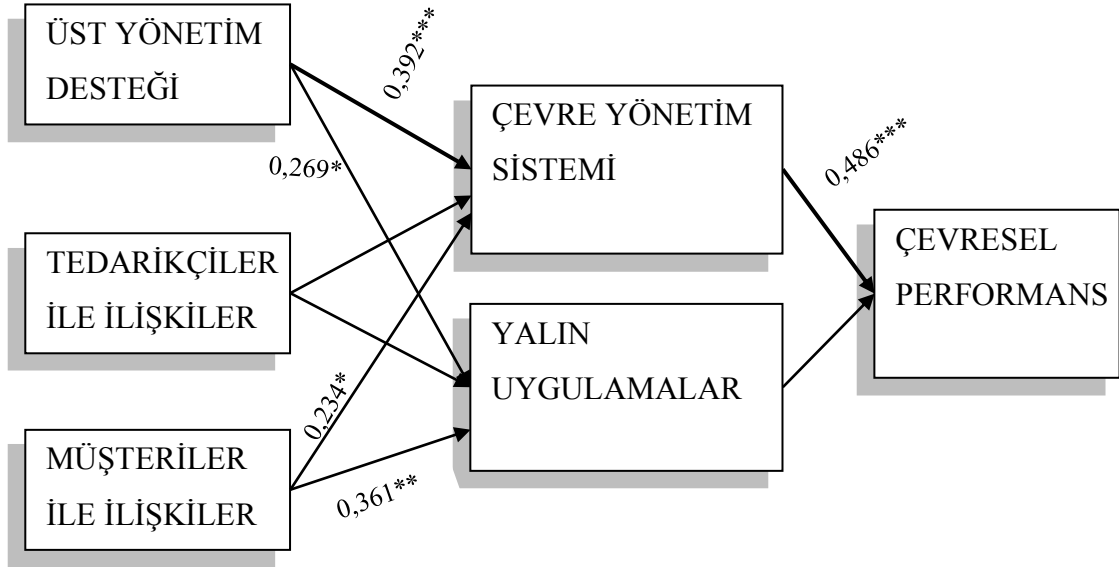 ÜST YÖNETİM
DESTEĞİ
0,392***
ÇEVRE YÖNETİM
SİSTEMİ
0,269*
0,486***
TEDARİKÇİLER
İLE İLİŞKİLER
ÇEVRESEL
PERFORMANS
YALIN
UYGULAMALAR
0,234*
MÜŞTERİLER
İLE İLİŞKİLER
0,361**